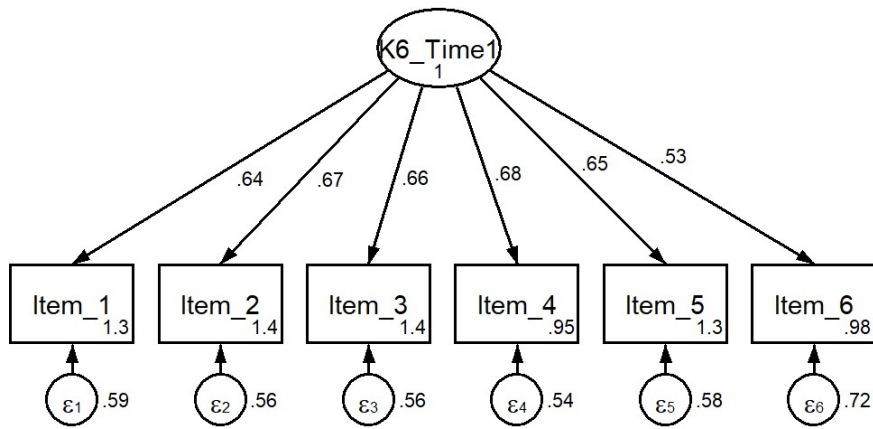 K6_Time1
1
.64 .67 .66 .68 .65 .53
Item_1 Item_2 Item_3 Item_4 Item_5 Item_6
1.3 1.4 1.4 .95 1.3 .98
ε1 .59 ε2 .56 ε3 .56 ε4 .54 ε5 .58 ε6 .72